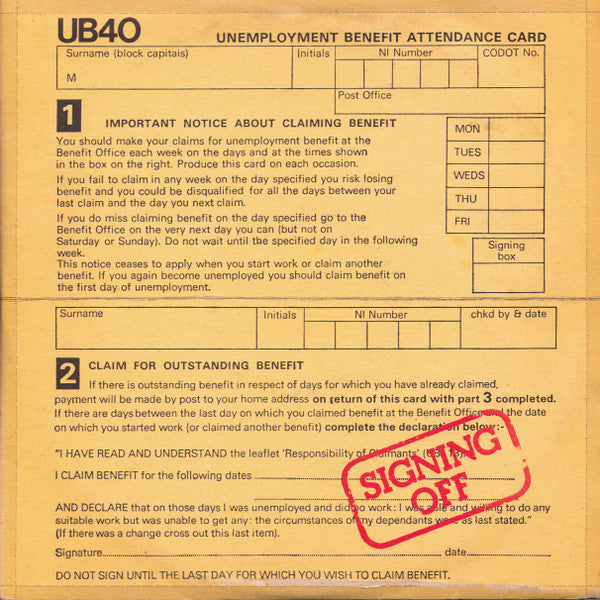 UB40 UNEMPLOYMENT BENEFIT ATTENDANCE CARD
Surname (block capitals) Initials NI Number CODOT No.
M
Post Office
1 IMPORTANT NOTICE ABOUT CLAIMING BENEFIT
You should make your claims for unemployment benefit at the
Benefit Office each week on the days and at the times shown
in the box on the right. Produce this card on each occasion.
If you fail to claim in any week on the day specified you risk losing
benefit and you could be disqualified for all the days between your
last claim and the day you next claim.
If you do miss claiming benefit on the day specified go to the
Benefit Office on the very next day you can (but not on
Saturday or Sunday). Do not wait until the specified day in the following
week.
This notice ceases to apply when you start work or claim another
benefit. If you again become unemployed you should claim benefit on
the first day of unemployment.
MON
TUES
WEDS
THU
FRI
Signing
box
Surname Initials NI Number chkd by & date
2 CLAIM FOR OUTSTANDING BENEFIT
If there is outstanding benefit in respect of days for which you have already claimed,
payment will be made by post to your home address on return of this card with part 3 completed.
If there are days between the last day on which you claimed benefit at the Benefit Office and the date
on which you started work (or claimed another benefit) complete the declaration below:-
"I HAVE READ AND UNDERSTAND the leaflet 'Responsibility of Claimants'
I CLAIM BENEFIT for the following dates
AND DECLARE that on those days I was unemployed and did no work: I was able and willing to do any
suitable work but was unable to get any: the circumstances of my dependants were as last stated."
(If there was a change cross out this last item).
Signature date
DO NOT SIGN UNTIL THE LAST DAY FOR WHICH YOU WISH TO CLAIM BENEFIT.
SIGNING
OFF